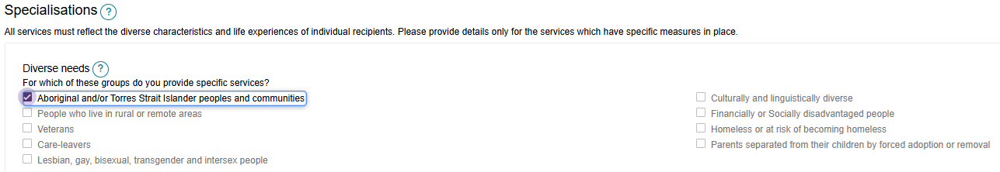 Specialisations ?
All services must reflect the diverse characteristics and life experiences of individual recipients. Please provide details only for the services which have specific measures in place.
Diverse needs ?
For which of these groups do you provide specific services?
Aboriginal and/or Torres Strait Islander peoples and communities
People who live in rural or remote areas
Veterans
Care-leavers
Lesbian, gay, bisexual, transgender and intersex people
Culturally and linguistically diverse
Financially or Socially disadvantaged people
Homeless or at risk of becoming homeless
Parents separated from their children by forced adoption or removal